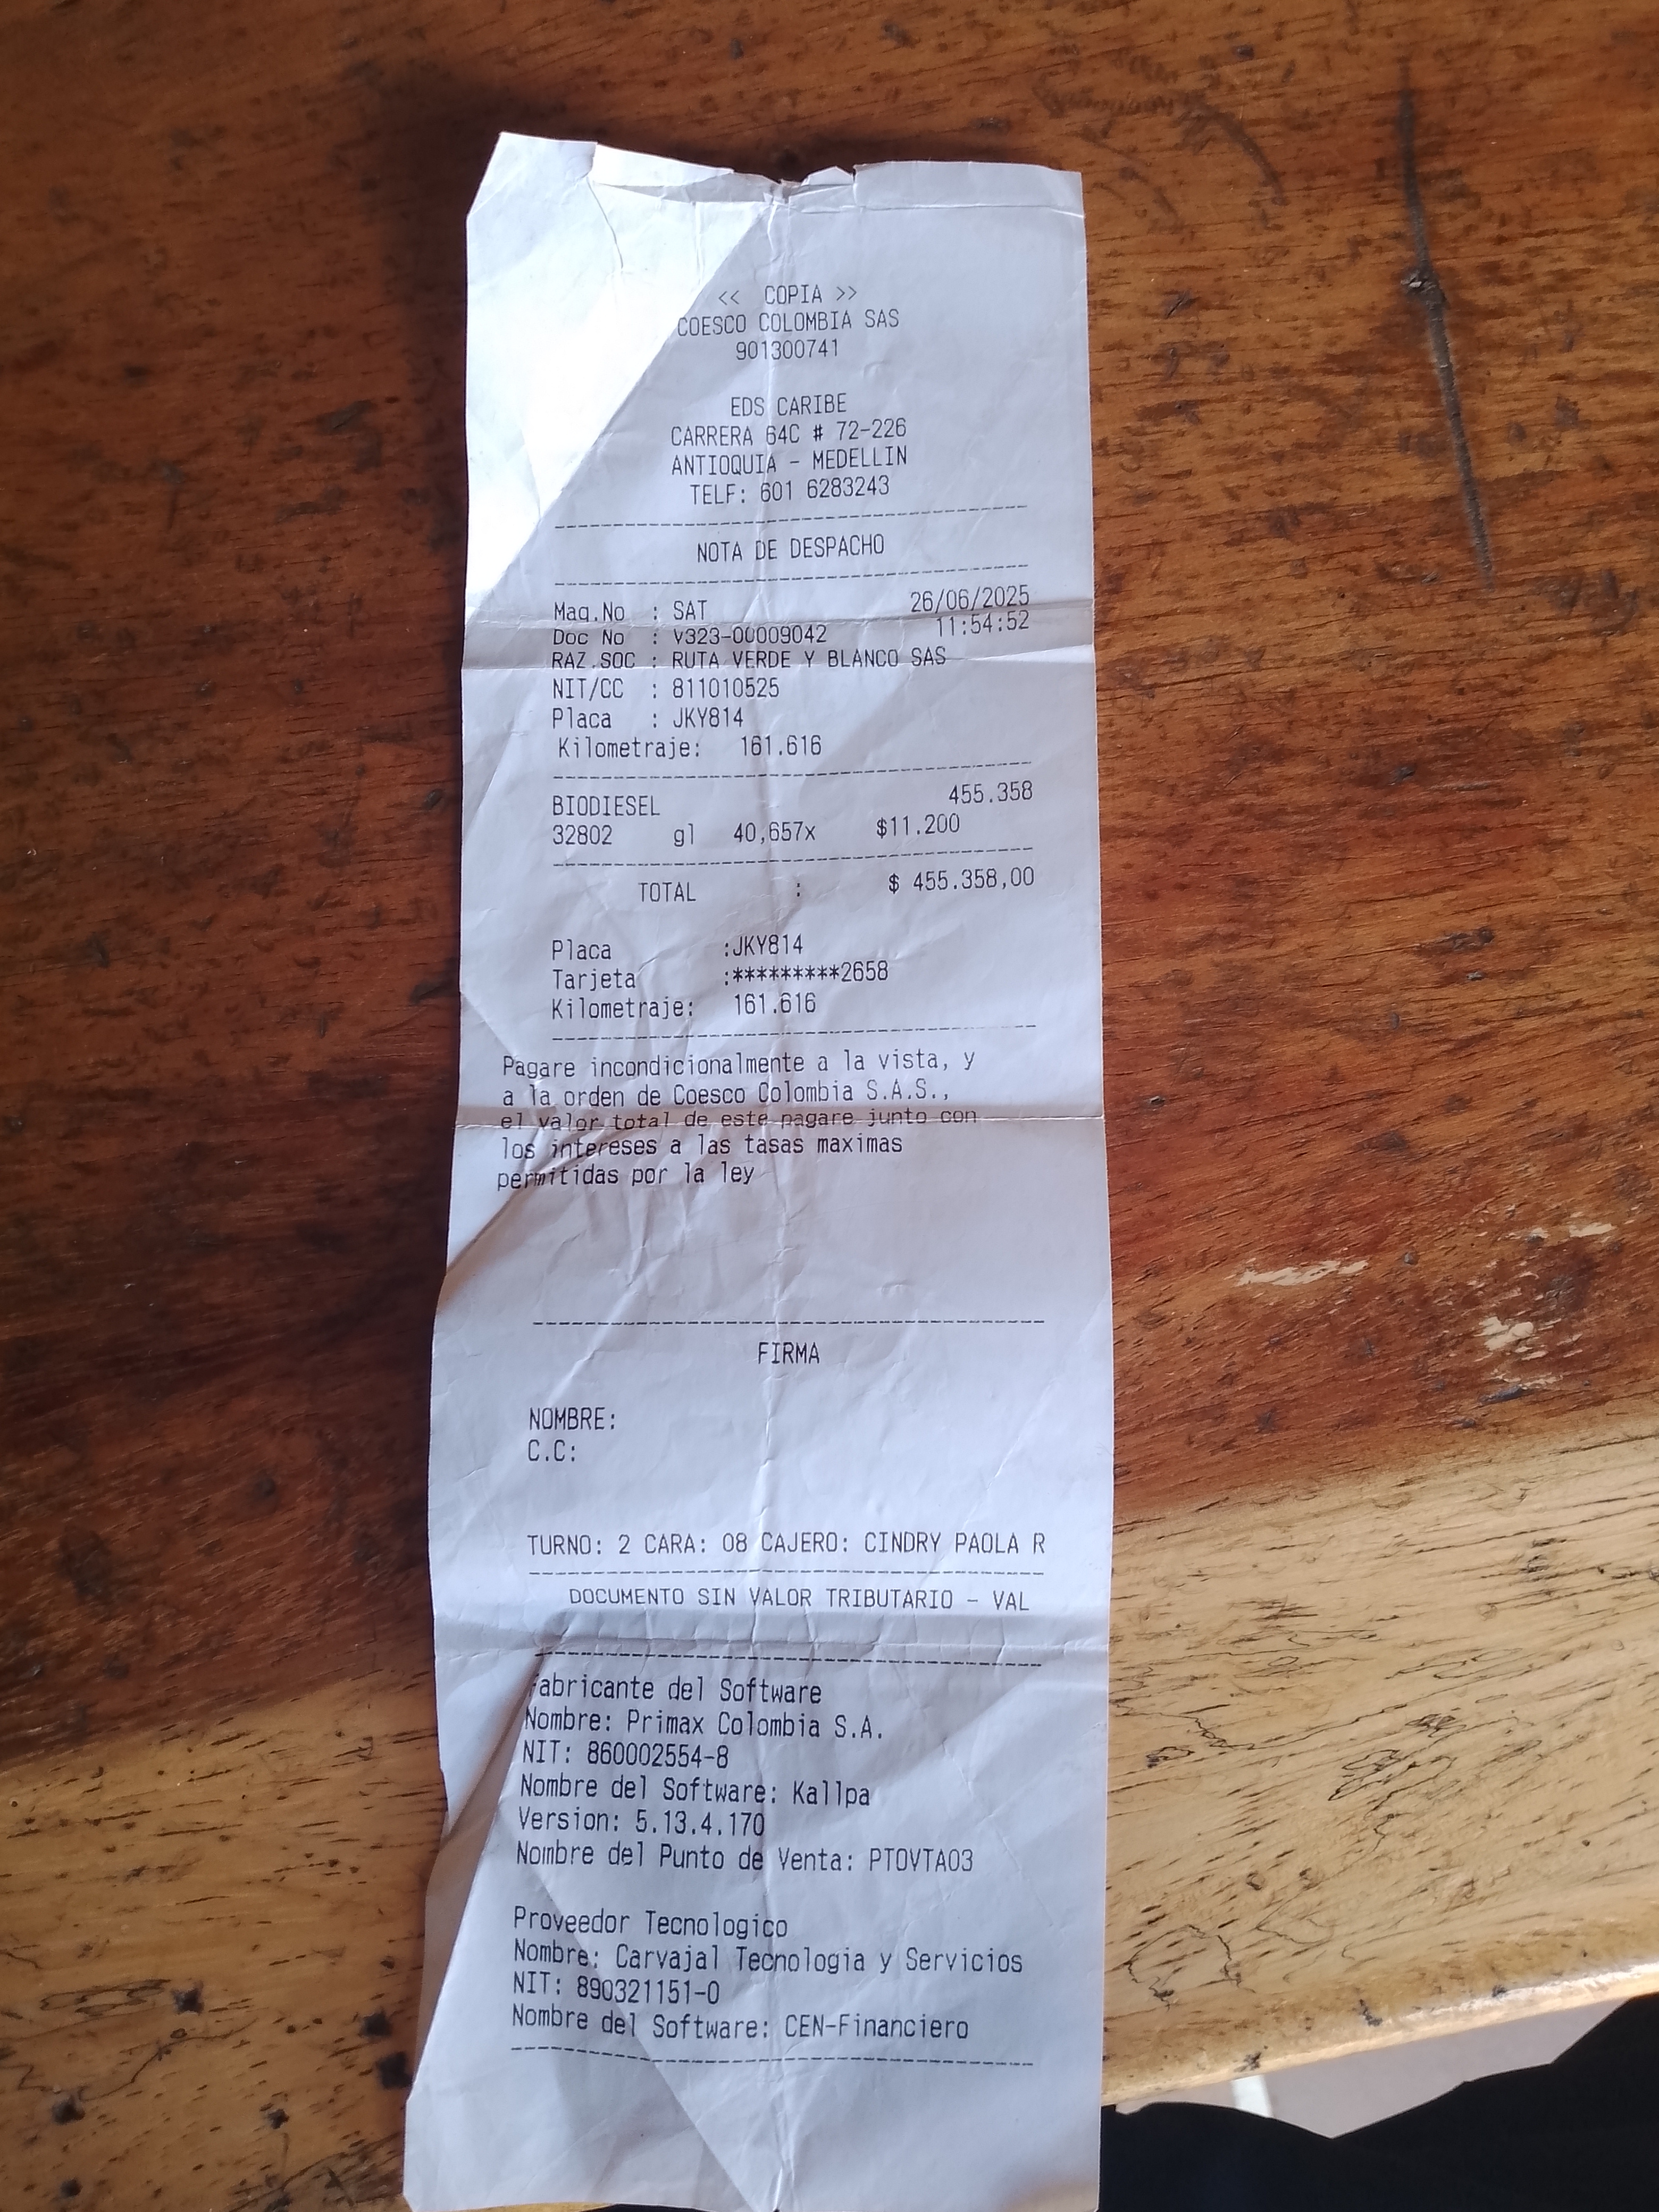 << COPIA >>
COESCO COLOMBIA SAS
901300741
EDS CARIBE
CARRERA 64C # 72-226
ANTIOQUIA - MEDELLIN
TELF: 601 6283243
NOTA DE DESPACHO
Maq.No : SAT 26/06/2025
Doc No : V323-00009042 11:54:52
RAZ.SOC : RUTA VERDE Y BLANCO SAS
NIT/CC : 811010525
Placa : JKY814
Kilometraje: 161.616
BIODIESEL 455.358
32802 gl 40,657x $11.200
TOTAL : $ 455.358,00
Placa :JKY814
Tarjeta :*********2658
Kilometraje: 161.616
Pagare incondicionalmente a la vista, y
a la orden de Coesco Colombia S.A.S.,
el valor total de este pagare junto con
los intereses a las tasas maximas
permitidas por la ley
FIRMA
NOMBRE:
C.C:
TURNO: 2 CARA: 08 CAJERO: CINDRY PAOLA R
DOCUMENTO SIN VALOR TRIBUTARIO - VAL
Fabricante del Software
Nombre: Primax Colombia S.A.
NIT: 860002554-8
Nombre del Software: Kallpa
Version: 5.13.4.170
Nombre del Punto de Venta: PTOVTA03
Proveedor Tecnologico
Nombre: Carvajal Tecnologia y Servicios
NIT: 890321151-0
Nombre del Software: CEN-Financiero